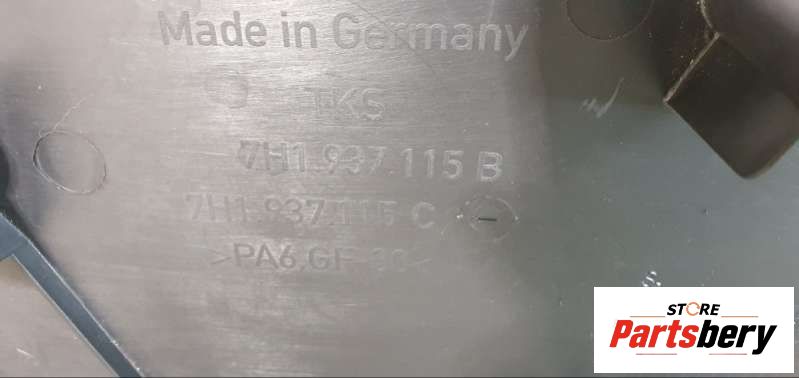 Made in Germany
TKS
7H1.937.115 B
7H1.937.115 C
>PA6.GF 30<
STORE
Partsbery